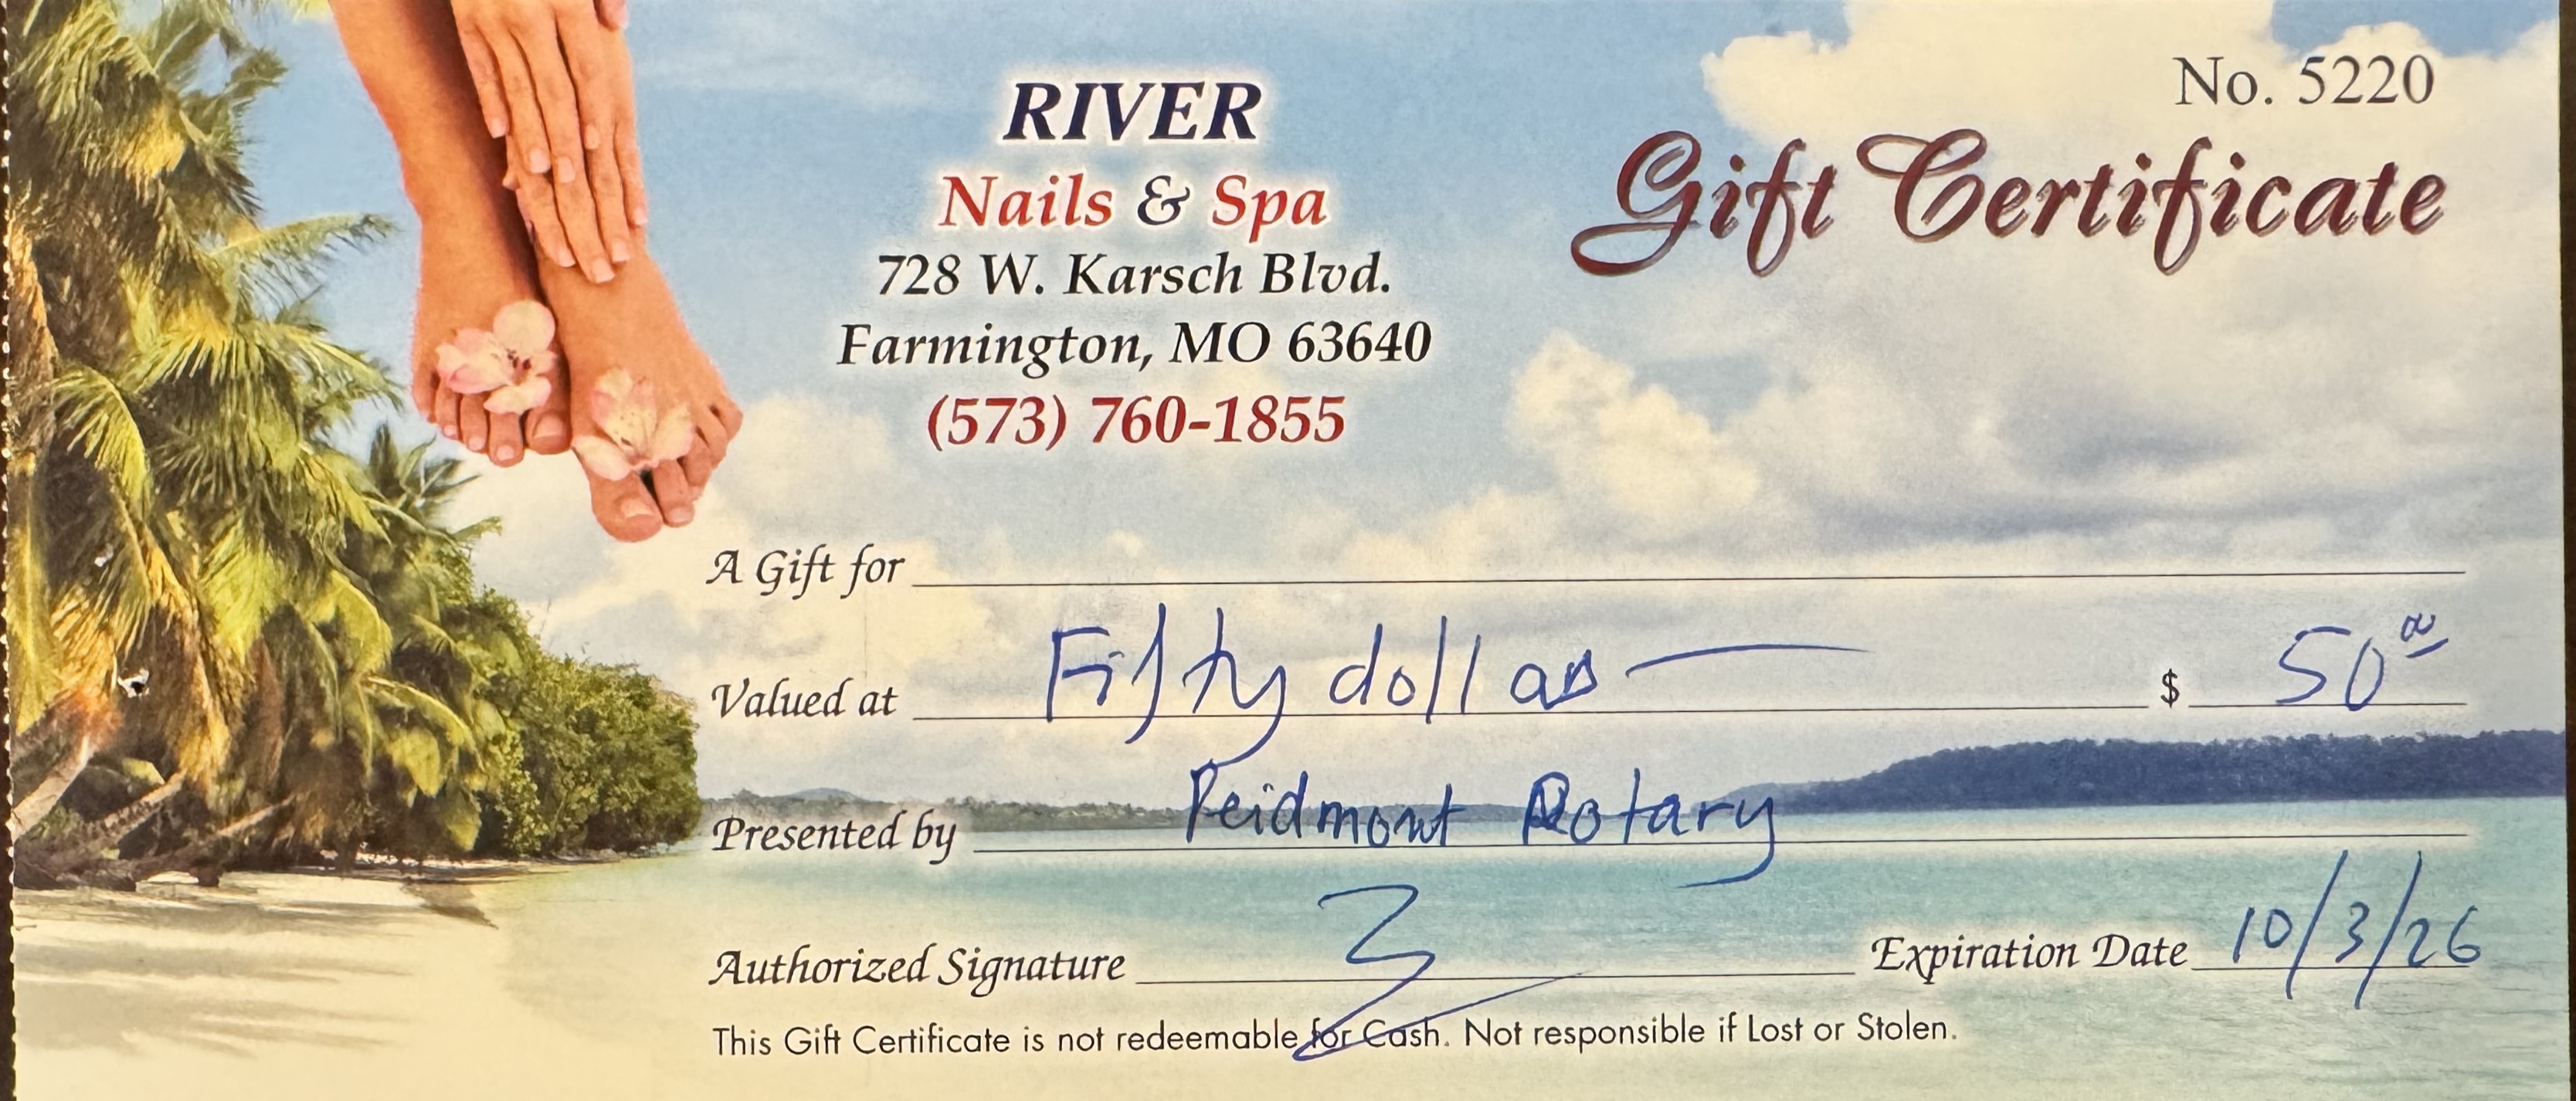 No. 5220
RIVER
Nails & Spa
Gift Certificate
728 W. Karsch Blvd.
Farmington, MO 63640
(573) 760-1855
A Gift for
Valued at Fifty dollars $ 50 00
Presented by Peidmont Rotary
Authorized Signature Expiration Date 10/3/26
This Gift Certificate is not redeemable for Cash. Not responsible if Lost or Stolen.